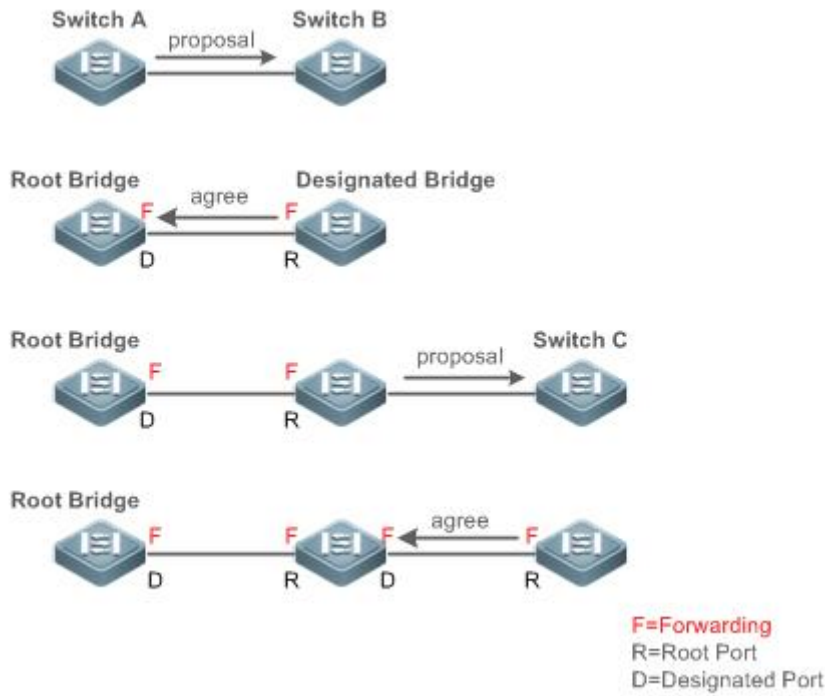 Switch A
Switch B
proposal
Root Bridge
Designated Bridge
F
agree
F
D
R
Root Bridge
Switch C
F
F
proposal
D
R
Root Bridge
F
F
F
agree
F
D
R
D
R
F=Forwarding
R=Root Port
D=Designated Port